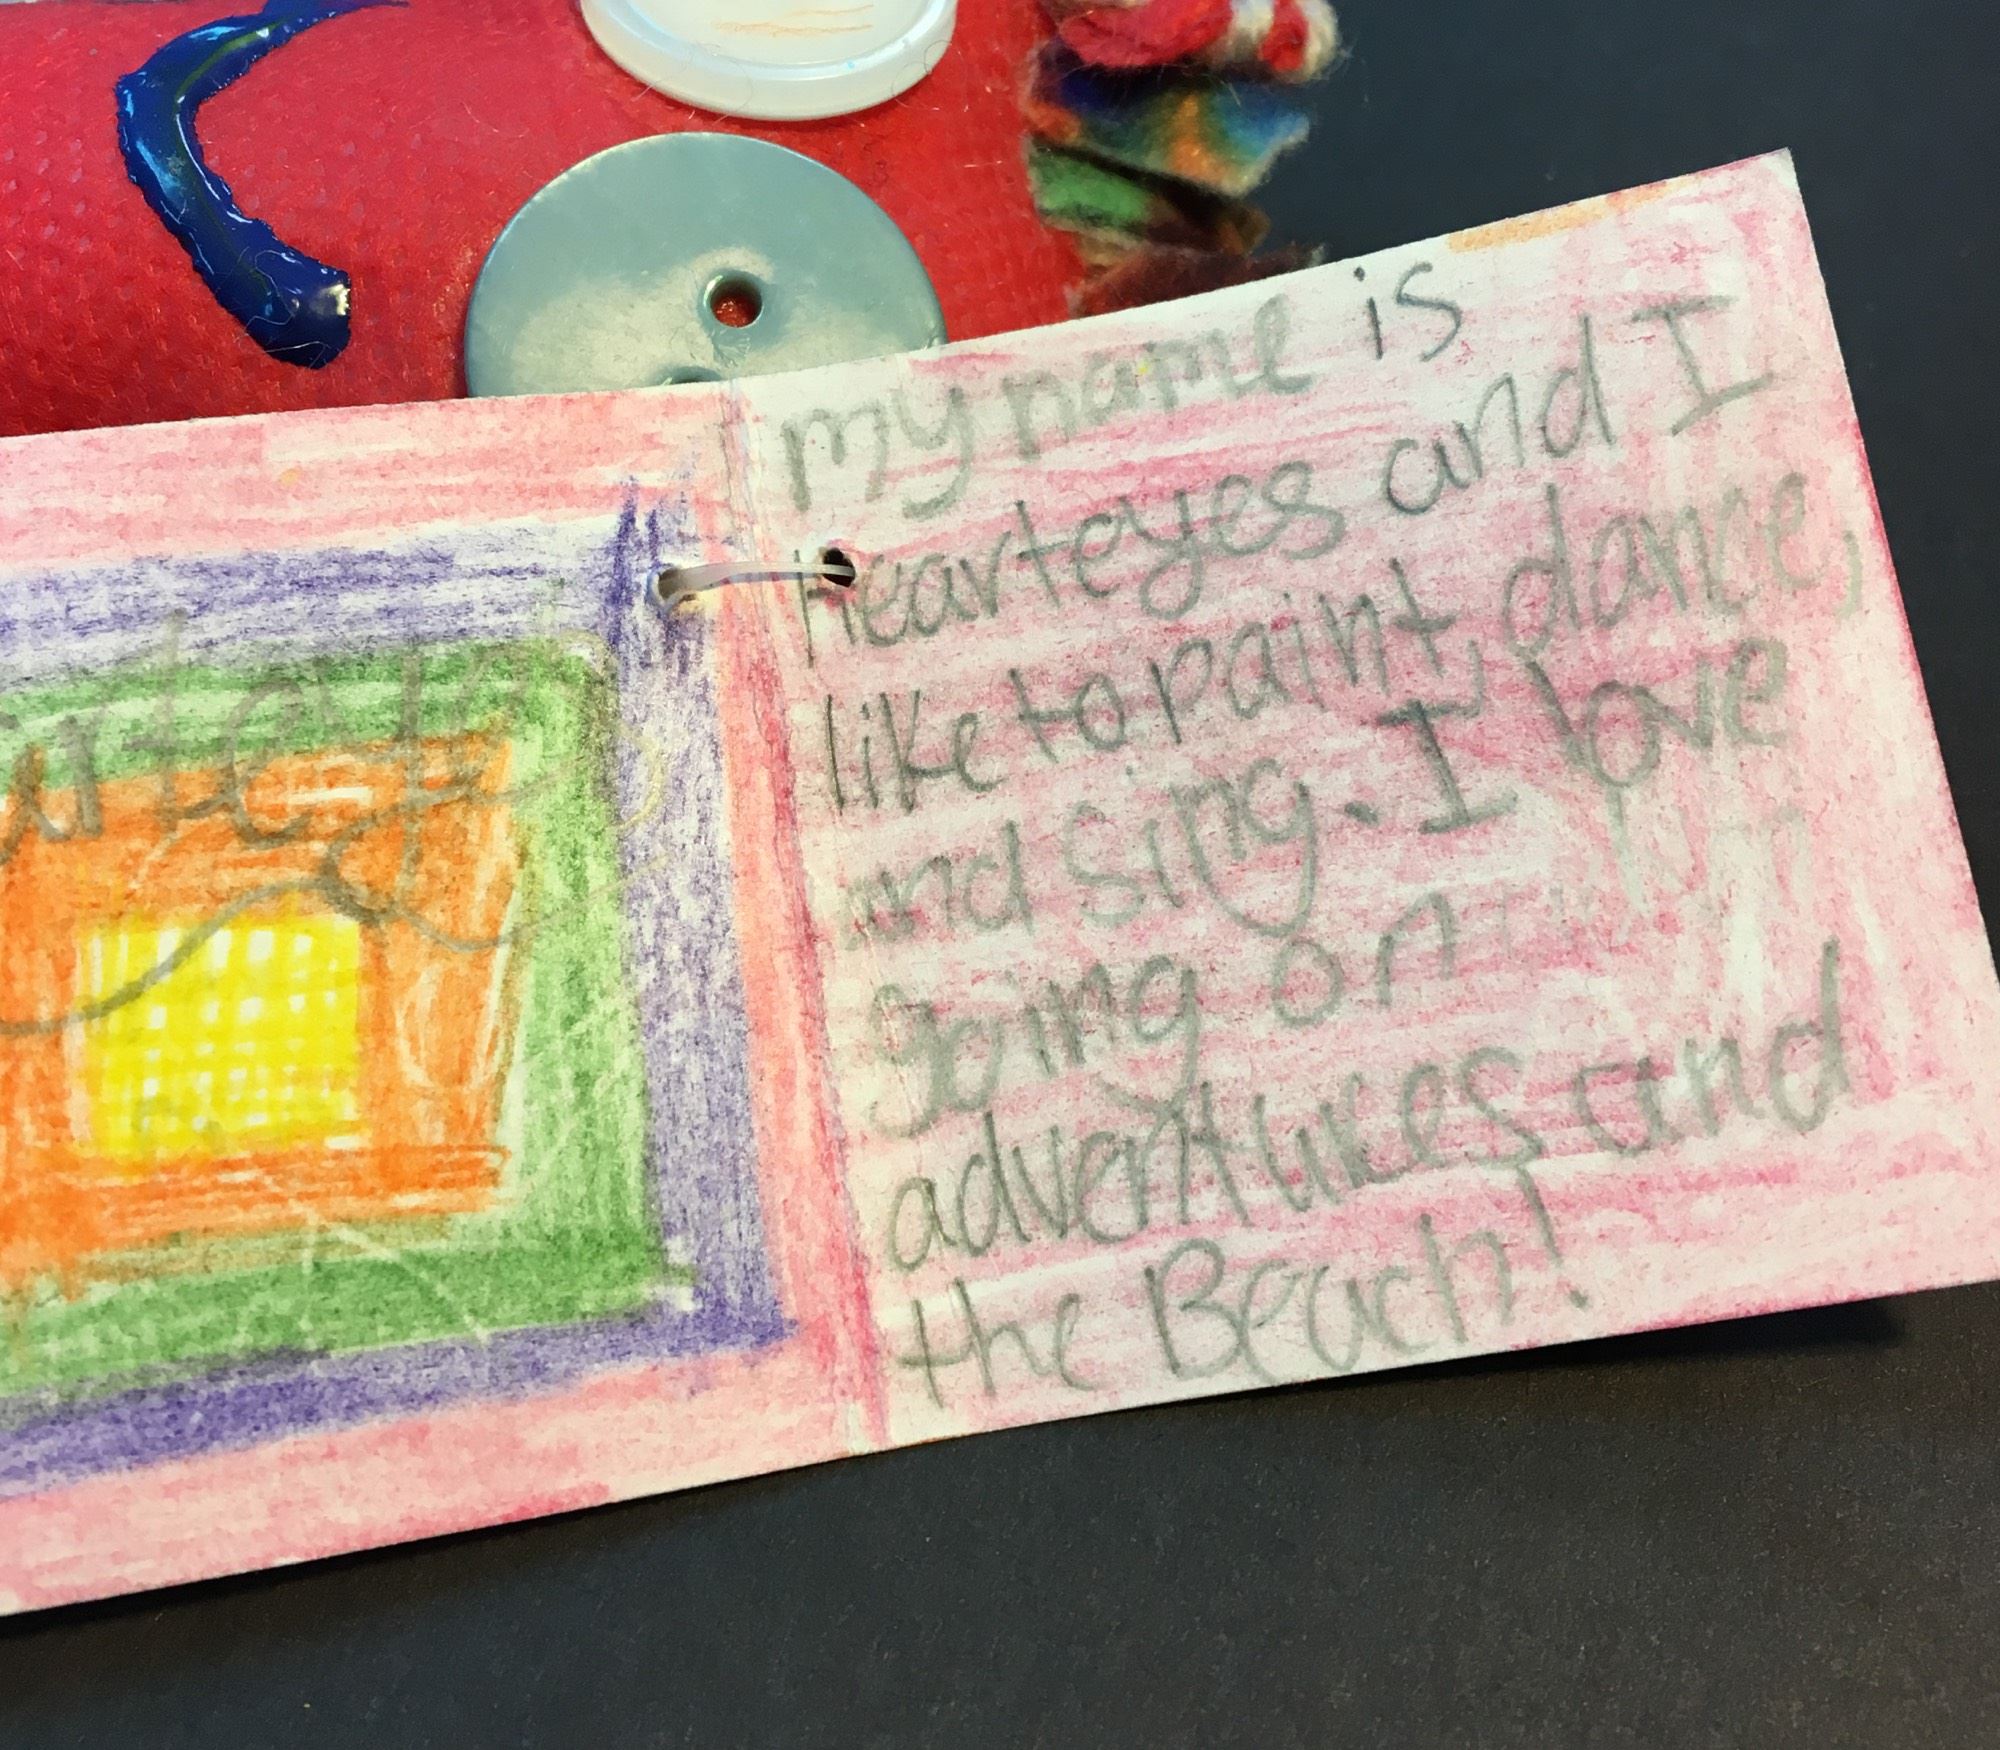 my name is
Hearteyes and I
like to paint, dance,
and sing. I love
going on
adventures and
the Beach!